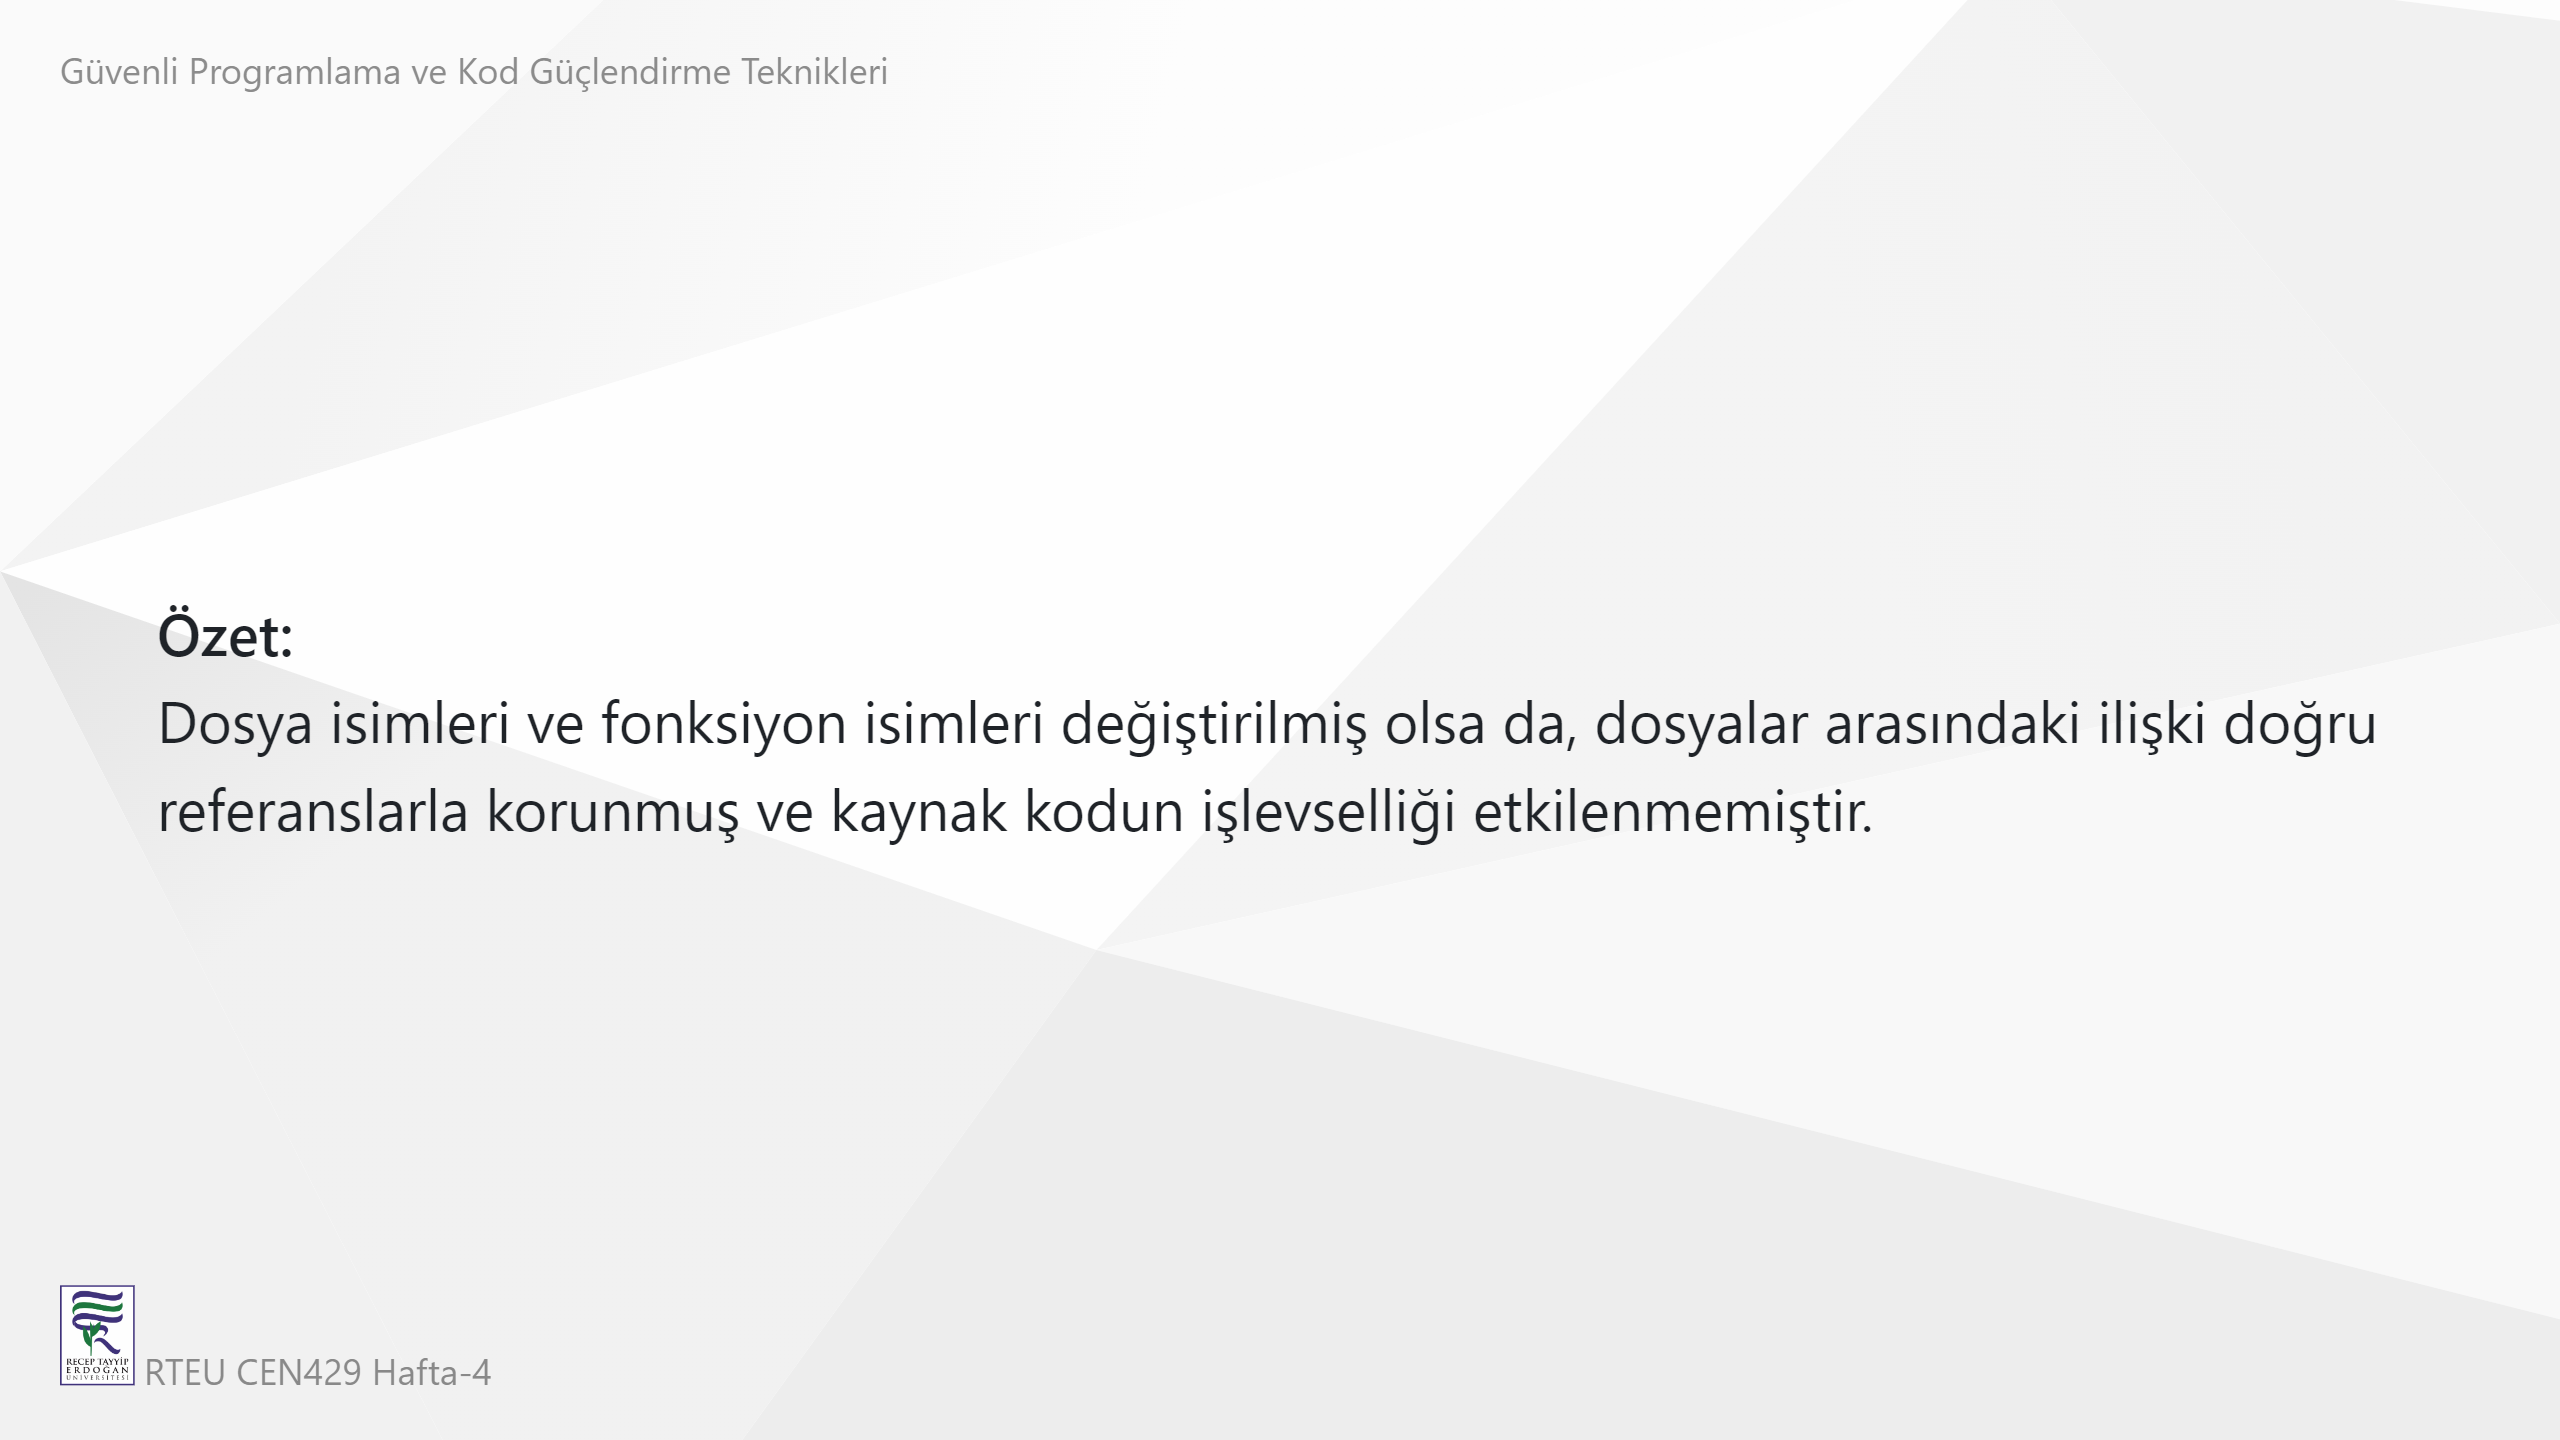 Güvenli Programlama ve Kod Güçlendirme Teknikleri
Özet:
Dosya isimleri ve fonksiyon isimleri değiştirilmiş olsa da, dosyalar arasındaki ilişki doğru
referanslarla korunmuş ve kaynak kodun işlevselliği etkilenmemiştir.
RECEP TAYYİP
ERDOĞAN
ÜNİVERSİTESİ
RTEU CEN429 Hafta-4